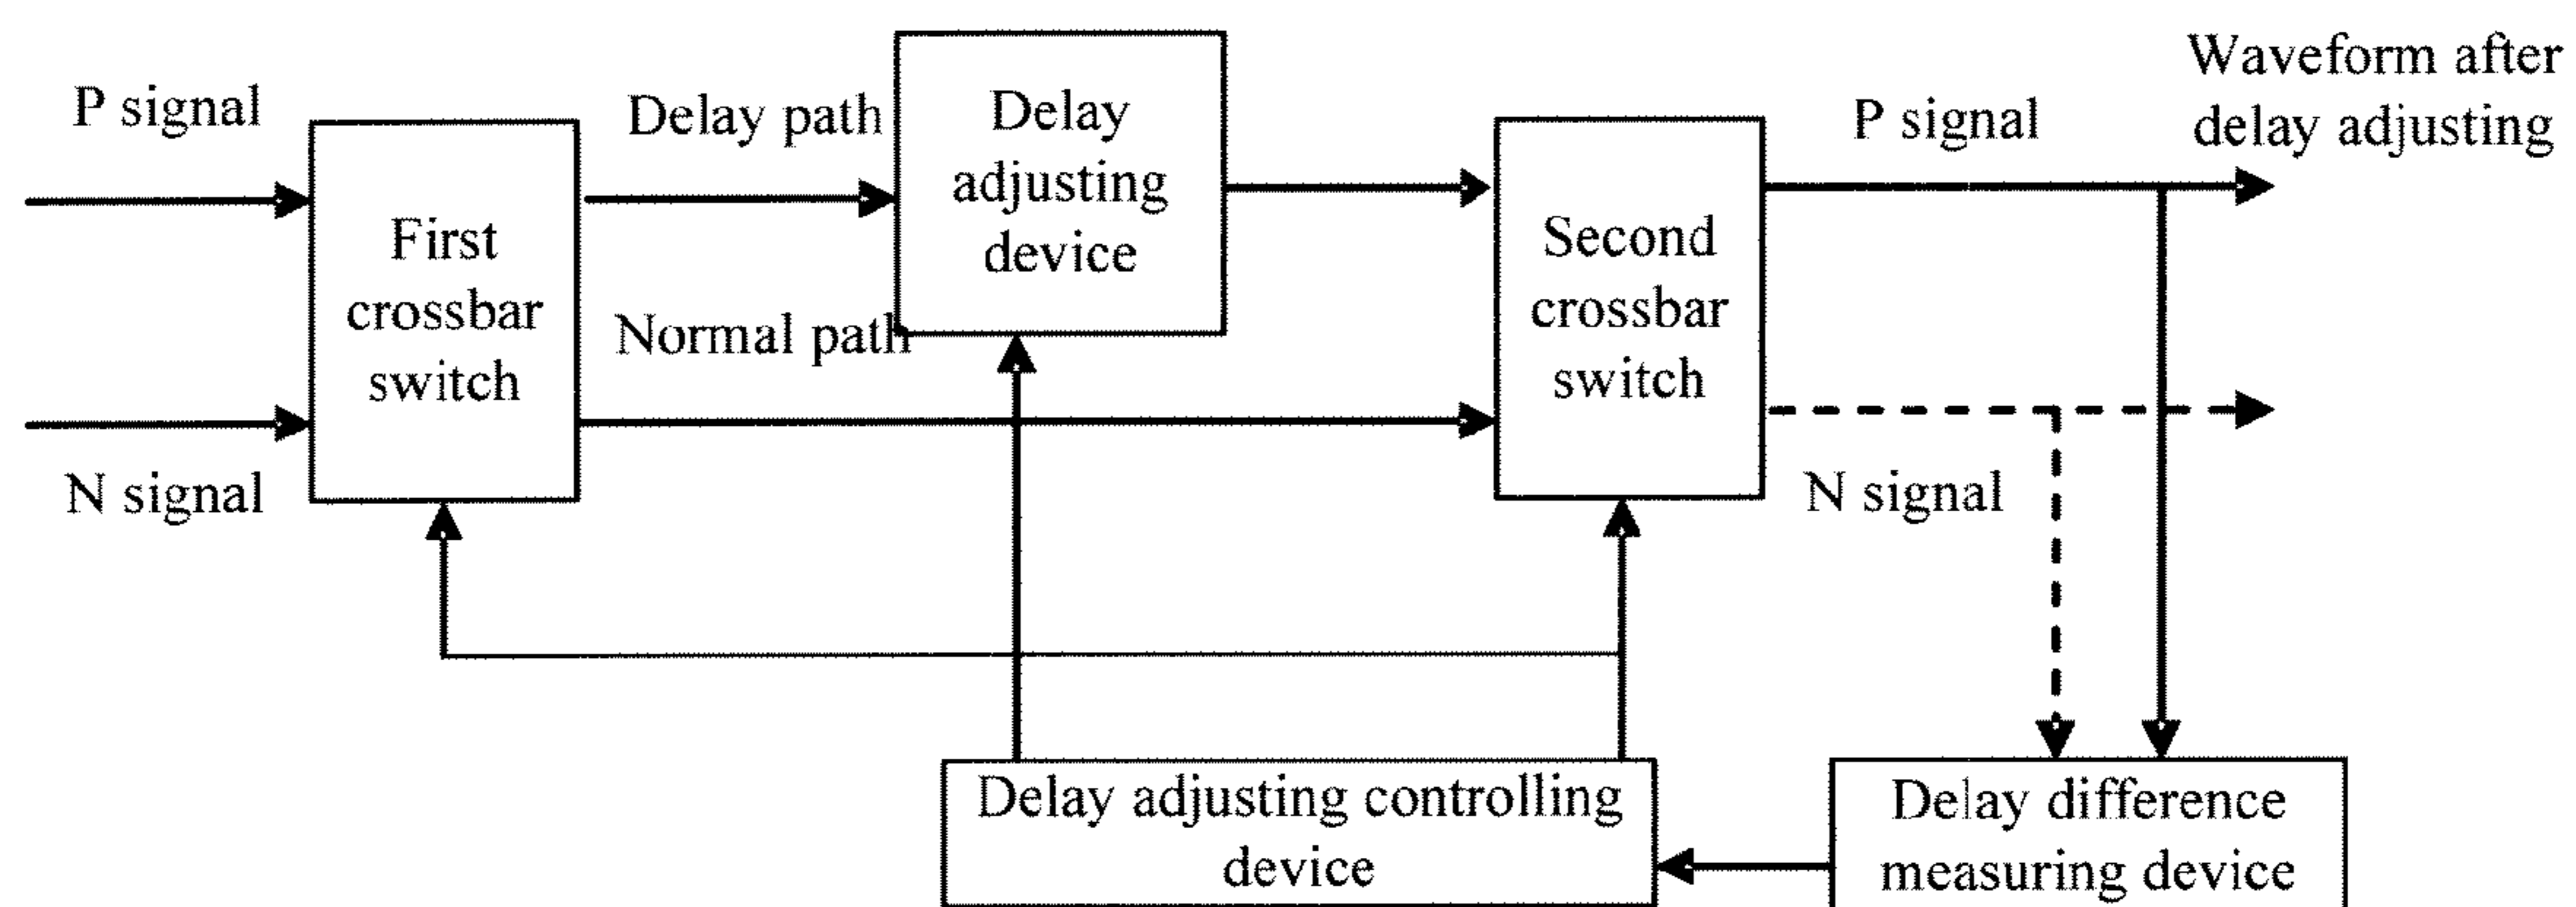 P signal
N signal
First
crossbar
switch
Delay path
Normal path
Delay
adjusting
device
Second
crossbar
switch
P signal
Waveform after
delay adjusting
N signal
Delay adjusting controlling
device
Delay difference
measuring device